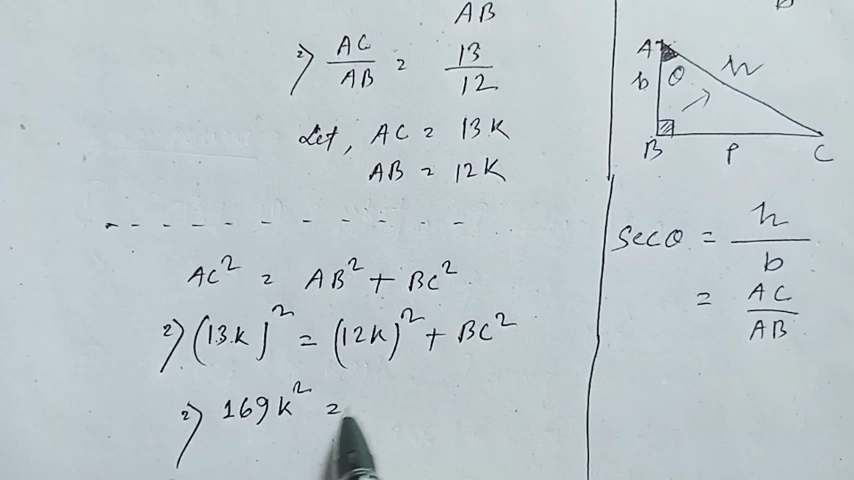 AB
⇒ AC/AB = 13/12
Let, AC = 13K
AB = 12K
AC² = AB² + BC²
⇒ (13K)² = (12K)² + BC²
⇒ 169K² =
A
θ
h
b
B
P
C
secθ = h/b
= AC/AB